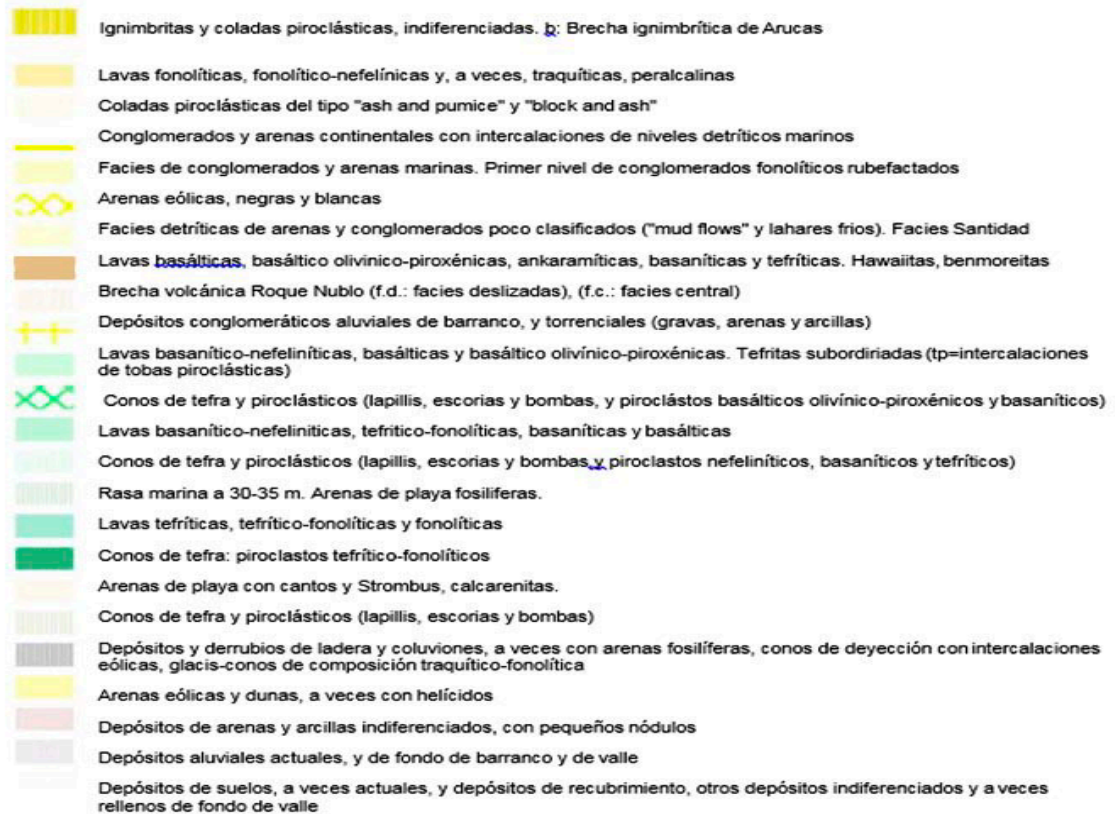 Ignimbritas y coladas piroclásticas, indiferenciadas. b: Brecha ignimbrítica de Arucas
Lavas fonolíticas, fonolítico-nefelínicas y, a veces, traquíticas, peralcalinas
Coladas piroclásticas del tipo "ash and pumice" y "block and ash"
Conglomerados y arenas continentales con intercalaciones de niveles detríticos marinos
Facies de conglomerados y arenas marinas. Primer nivel de conglomerados fonolíticos rubefactados
Arenas eólicas, negras y blancas
Facies detríticas de arenas y conglomerados poco clasificados ("mud flows" y lahares frios). Facies Santidad
Lavas basálticas, basáltico olivinico-piroxénicas, ankaramíticas, basaníticas y tefríticas. Hawaiitas, benmoreitas
Brecha volcánica Roque Nublo (f.d.: facies deslizadas), (f.c.: facies central)
Depósitos conglomeráticos aluviales de barranco, y torrenciales (gravas, arenas y arcillas)
Lavas basanítico-nefeliníticas, basálticas y basáltico olivínico-piroxénicas. Tefritas subordiriadas (tp=intercalaciones
de tobas piroclásticas)
Conos de tefra y piroclásticos (lapillis, escorias y bombas, y piroclástos basálticos olivínico-piroxénicos y basaníticos)
Lavas basanítico-nefeliniticas, tefritico-fonolíticas, basaníticas y basálticas
Conos de tefra y piroclásticos (lapillis, escorias y bombas y piroclastos nefeliníticos, basaníticos y tefríticos)
Rasa marina a 30-35 m. Arenas de playa fosiliferas.
Lavas tefríticas, tefrítico-fonolíticas y fonolíticas
Conos de tefra: piroclastos tefrítico-fonolíticos
Arenas de playa con cantos y Strombus, calcarenitas.
Conos de tefra y piroclásticos (lapillis, escorias y bombas)
Depósitos y derrubios de ladera y coluviones, a veces con arenas fosilíferas, conos de deyección con intercalaciones
eólicas, glacis-conos de composición traquítico-fonolítica
Arenas eólicas y dunas, a veces con helícidos
Depósitos de arenas y arcillas indiferenciados, con pequeños nódulos
Depósitos aluviales actuales, y de fondo de barranco y de valle
Depósitos de suelos, a veces actuales, y depósitos de recubrimiento, otros depósitos indiferenciados y a veces
rellenos de fondo de valle